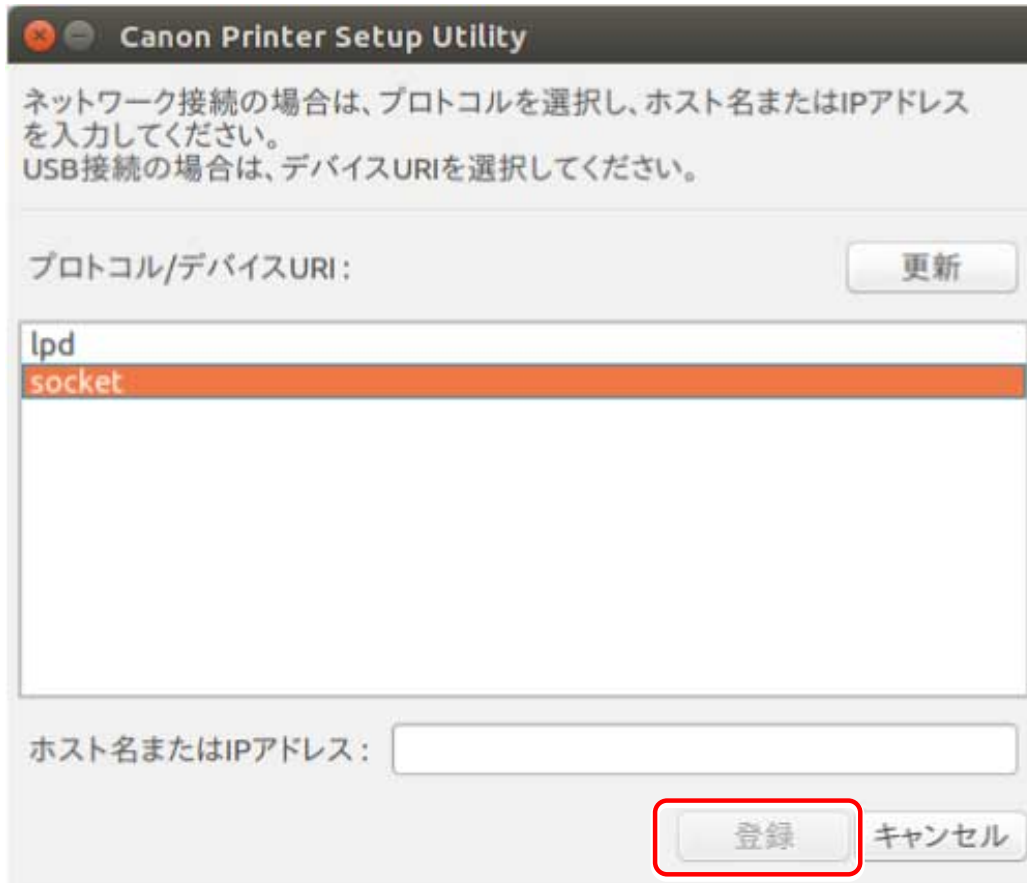 Canon Printer Setup Utility
ネットワーク接続の場合は、プロトコルを選択し、ホスト名またはIPアドレス
を入力してください。
USB接続の場合は、デバイスURIを選択してください。
プロトコル/デバイスURI:
更新
lpd
socket
ホスト名またはIPアドレス:
登録
キャンセル